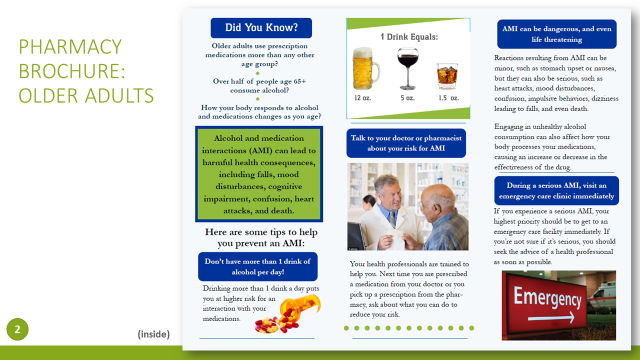 PHARMACY
BROCHURE:
OLDER ADULTS
2
(inside)
Did You Know?
Older adults use prescription
medications more than any other
age group?
Over half of people age 65+
consume alcohol?
How your body responds to alcohol
and medications changes as you age?
Alcohol and medication
interactions (AMI) can lead to
harmful health consequences,
including falls, mood
disturbances, cognitive
impairment, confusion, heart
attacks, and death.
Here are some tips to help
you prevent an AMI:
Don't have more than 1 drink of
alcohol per day!
Drinking more than 1 drink a day puts
you at higher risk for an
interaction with your
medications.
1 Drink Equals:
12 oz. 5 oz. 1.5 oz.
Talk to your doctor or pharmacist
about your risk for AMI
Your health professionals are trained to
help you. Next time you are prescribed
a medication from your doctor or you
pick up a prescription from the phar-
macy, ask about what you can do to
reduce your risk.
AMI can be dangerous, and even
life threatening
Reactions resulting from AMI can be
minor, such as stomach upset or nausea,
but they can also be serious, such as
heart attacks, mood disturbances,
confusion, impulsive behaviors, dizziness
leading to falls, and even death.
Engaging in unhealthy alcohol
consumption can also affect how your
body processes your medications,
causing an increase or decrease in the
effectiveness of the drug.
During a serious AMI, visit an
emergency care clinic immediately
If you experience a serious AMI, your
highest priority should be to get to an
emergency care facility immediately. If
you're not sure if it's serious, you should
seek the advice of a health professional
as soon as possible.
Emergency